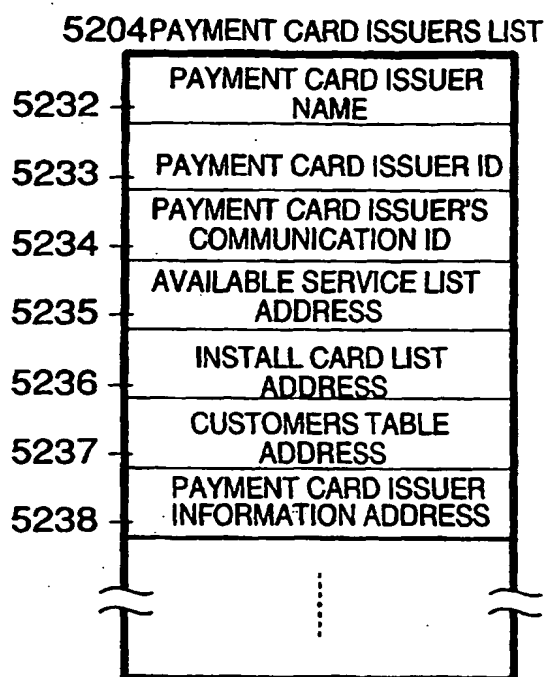 5204 PAYMENT CARD ISSUERS LIST
5232 PAYMENT CARD ISSUER
NAME
5233 PAYMENT CARD ISSUER ID
5234 PAYMENT CARD ISSUER'S
COMMUNICATION ID
5235 AVAILABLE SERVICE LIST
ADDRESS
5236 INSTALL CARD LIST
ADDRESS
5237 CUSTOMERS TABLE
ADDRESS
5238 PAYMENT CARD ISSUER
INFORMATION ADDRESS